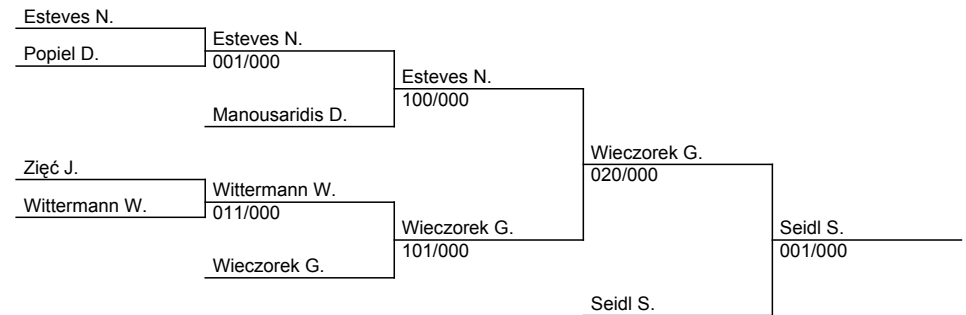 Esteves N.
Popiel D.
Esteves N.
001/000
Manousaridis D.
Esteves N.
100/000
Zięć J.
Wittermann W.
Wittermann W.
011/000
Wieczorek G.
Wieczorek G.
101/000
Wieczorek G.
020/000
Seidl S.
Seidl S.
001/000